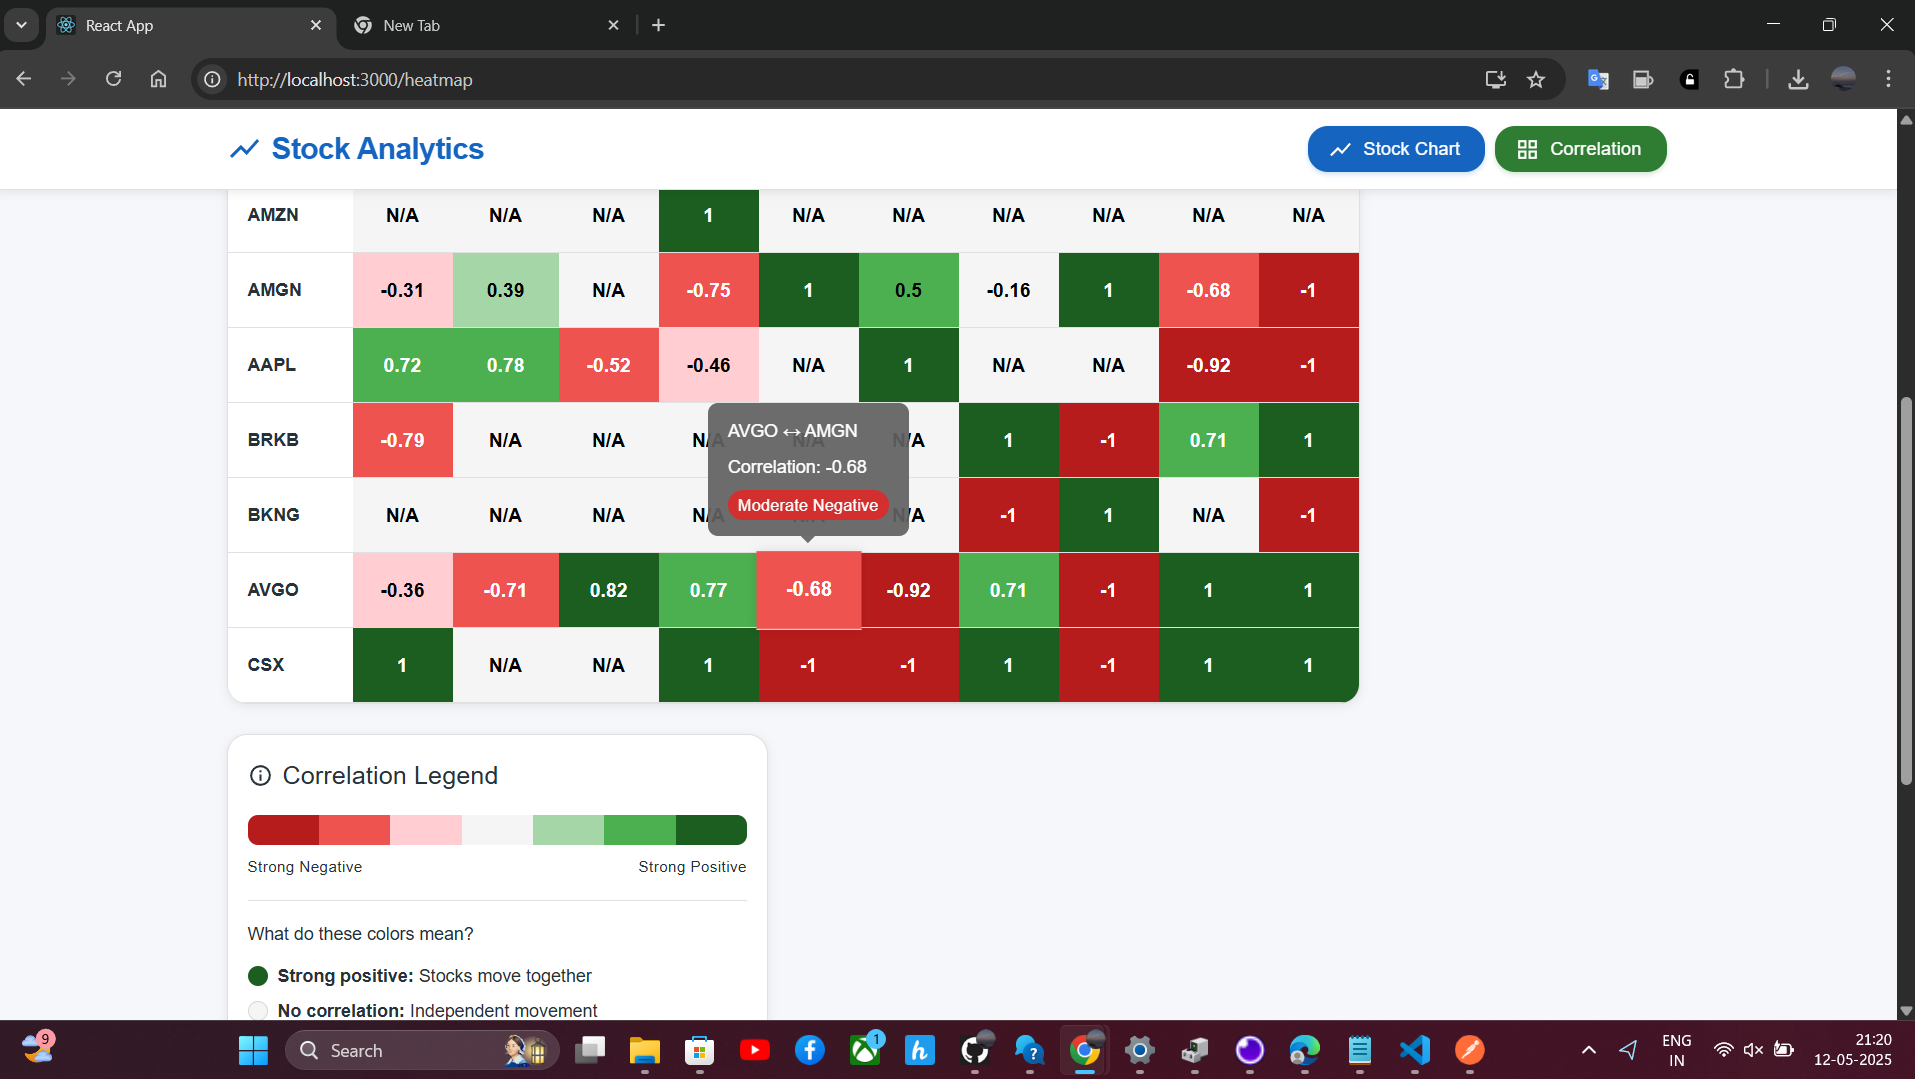 React App
New Tab
http://localhost:3000/heatmap
Stock Analytics
Stock Chart
Correlation
AMZN N/A N/A N/A 1 N/A N/A N/A N/A N/A N/A
AMGN -0.31 0.39 N/A -0.75 1 0.5 -0.16 1 -0.68 -1
AAPL 0.72 0.78 -0.52 -0.46 N/A 1 N/A N/A -0.92 -1
AVGO ↔ AMGN
Correlation: -0.68
Moderate Negative
BRKB -0.79 N/A N/A N/A N/A 1 -1 0.71 1
BKNG N/A N/A N/A N/A N/A -1 1 N/A -1
AVGO -0.36 -0.71 0.82 0.77 -0.68 -0.92 0.71 -1 1 1
CSX 1 N/A N/A 1 -1 -1 1 -1 1 1
Correlation Legend
Strong Negative
Strong Positive
What do these colors mean?
Strong positive: Stocks move together
No correlation: Independent movement
9
Search
1
ENG
IN
21:20
12-05-2025